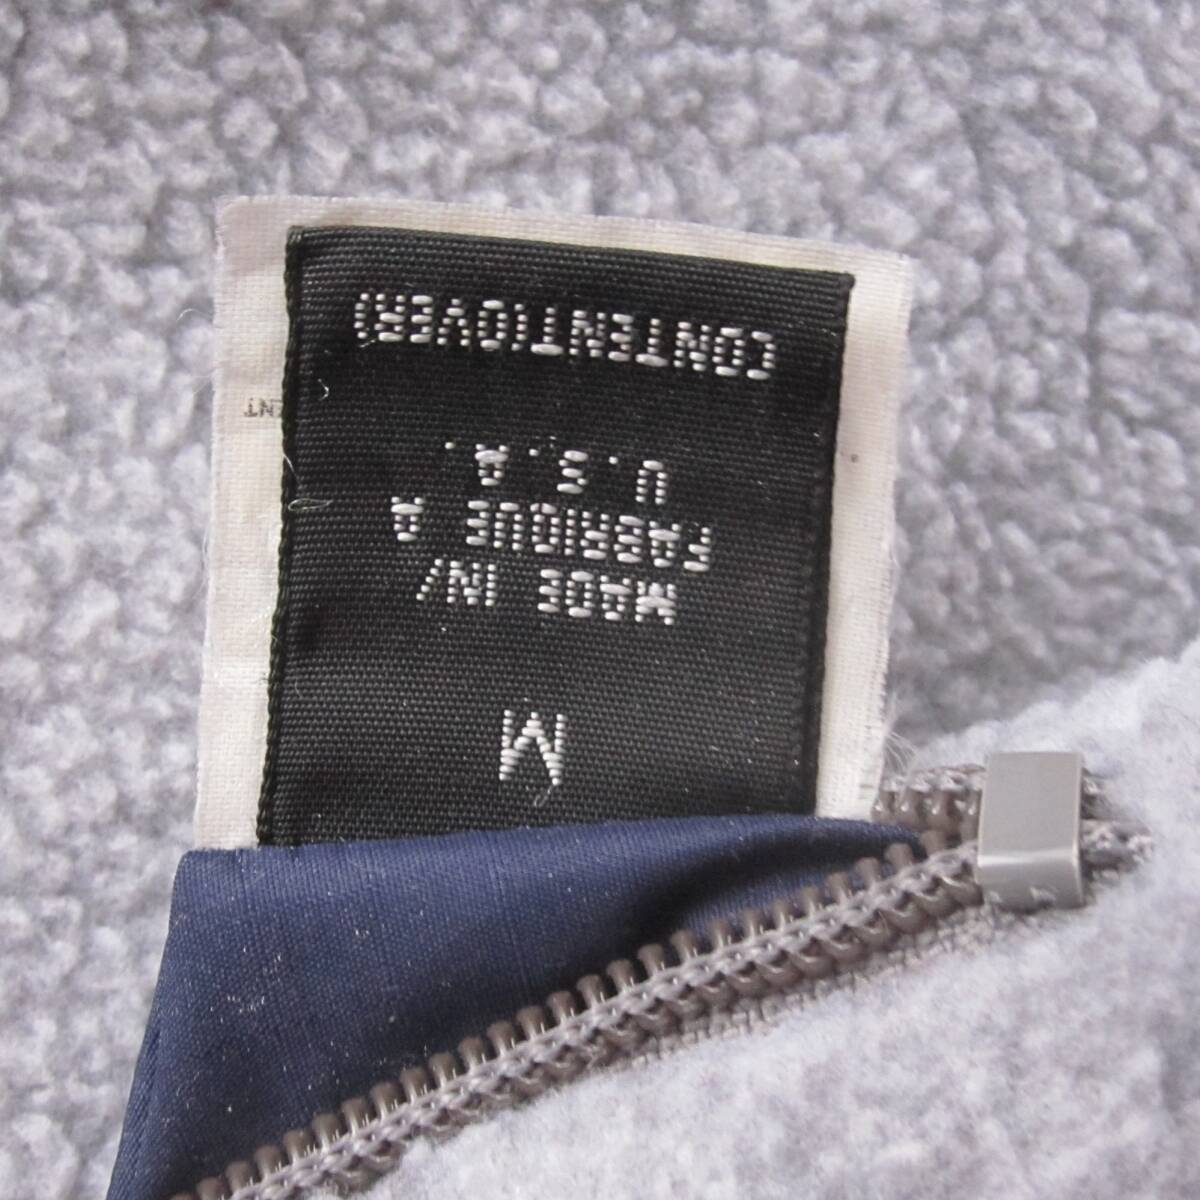 M
MADE IN/
FABRIQUE A
U.S.A.
CONTENT(OVER)